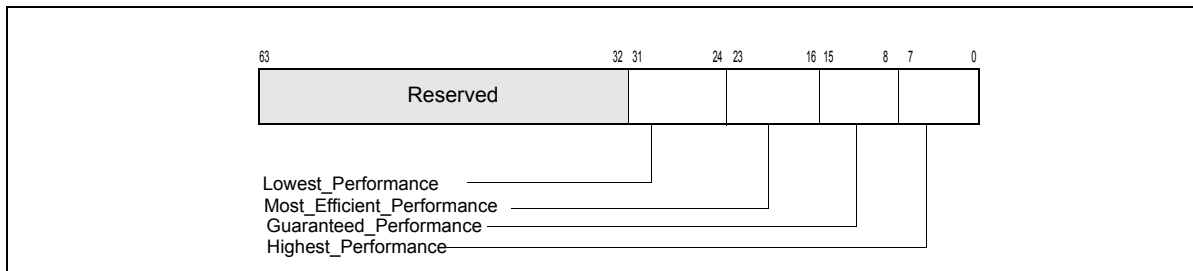 63 32 31 24 23 16 15 8 7 0
Reserved
Lowest_Performance
Most_Efficient_Performance
Guaranteed_Performance
Highest_Performance